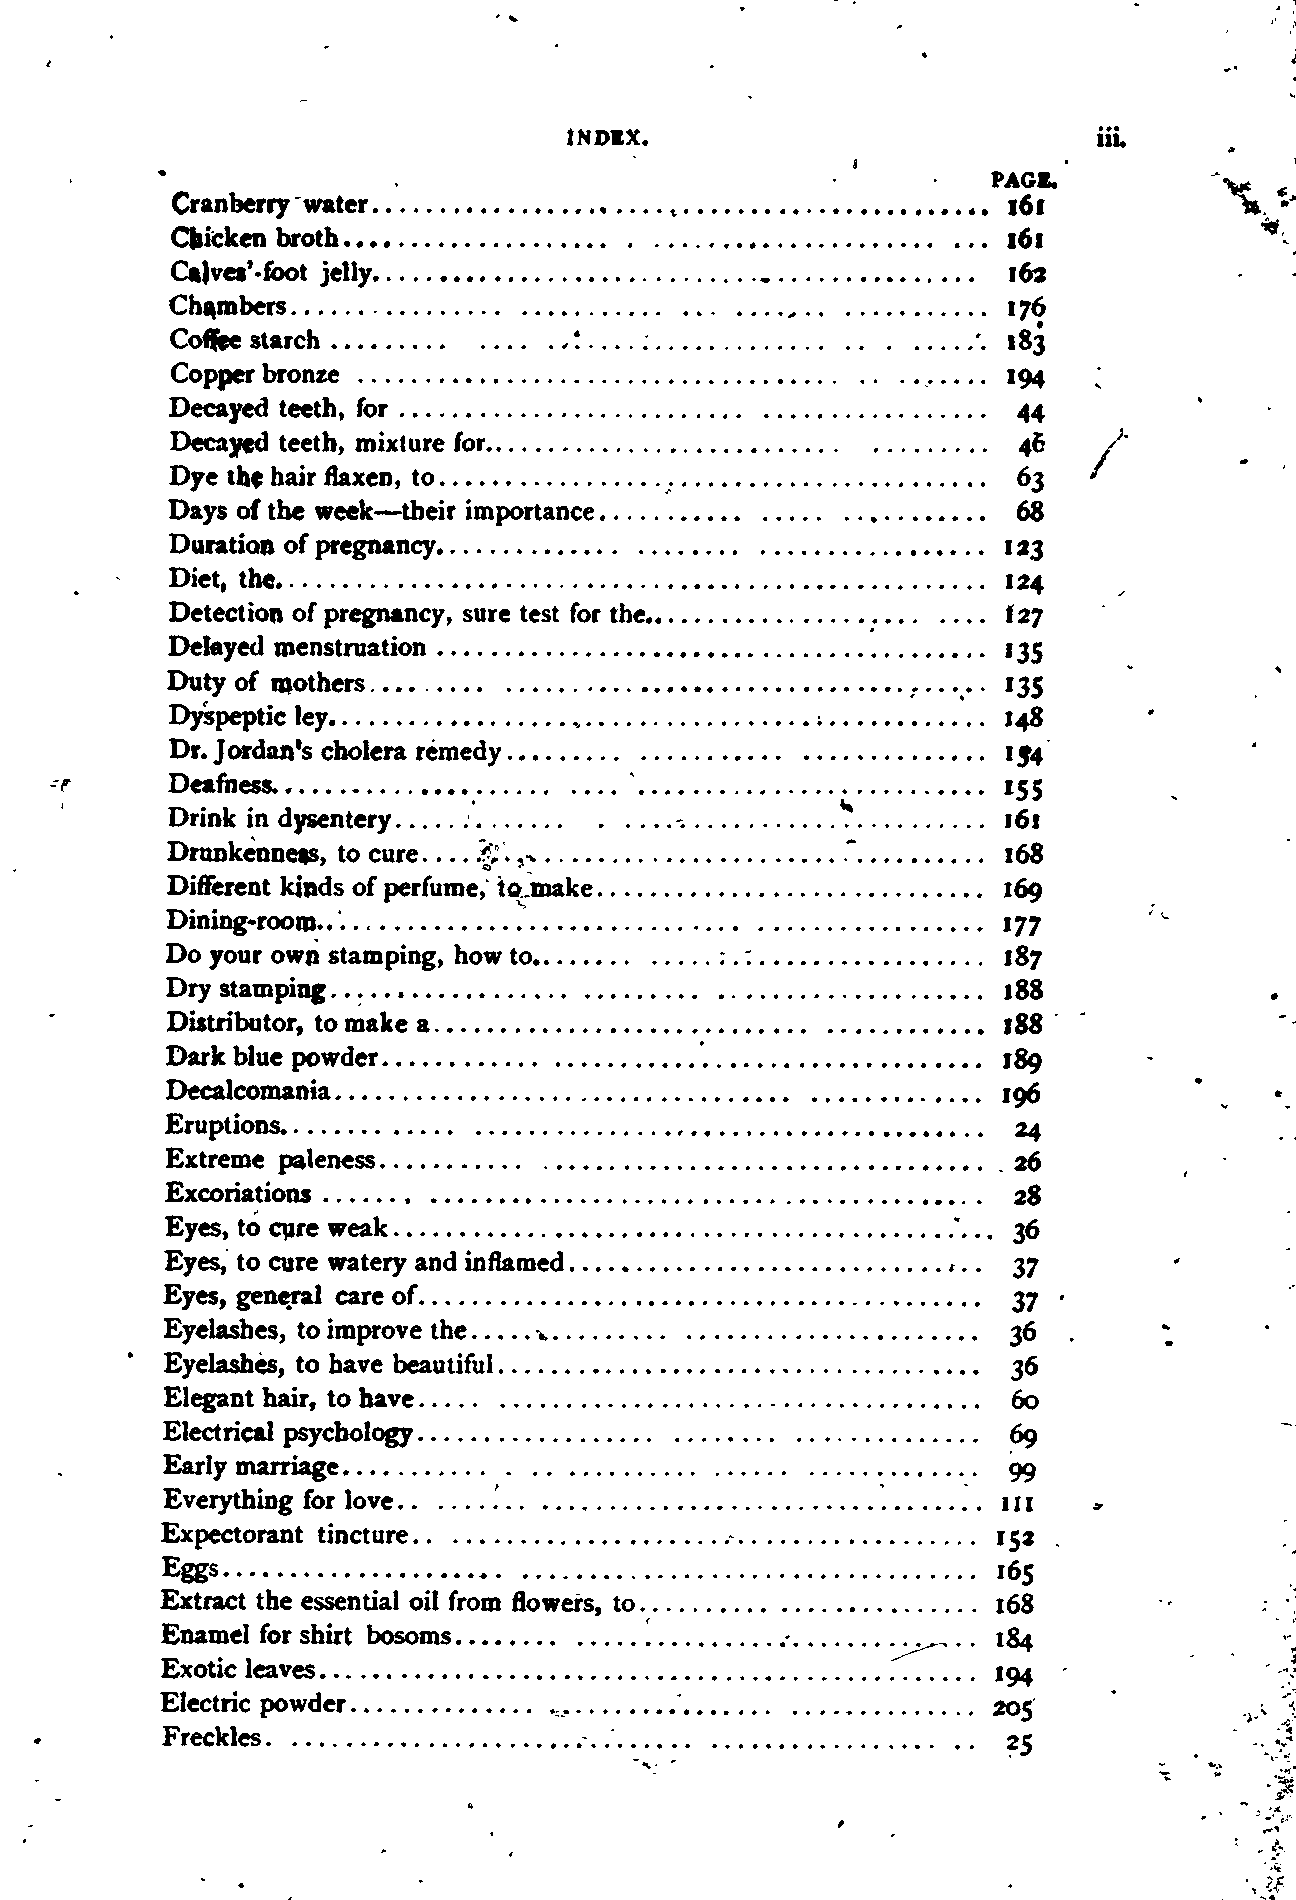 INDEX. iii.
PAGE.
Cranberry water 161
Chicken broth 161
Calves'-foot jelly 162
Chambers 176
Coffee starch 183
Copper bronze 194
Decayed teeth, for 44
Decayed teeth, mixture for 46
Dye the hair flaxen, to 63
Days of the week—their importance 68
Duration of pregnancy 123
Diet, the 124
Detection of pregnancy, sure test for the 127
Delayed menstruation 135
Duty of mothers 135
Dyspeptic ley 148
Dr. Jordan's cholera remedy 154
Deafness 155
Drink in dysentery 161
Drunkenness, to cure 168
Different kinds of perfume, to make 169
Dining-room 177
Do your own stamping, how to 187
Dry stamping 188
Distributor, to make a 188
Dark blue powder 189
Decalcomania 196
Eruptions 24
Extreme paleness 26
Excoriations 28
Eyes, to cure weak 36
Eyes, to cure watery and inflamed 37
Eyes, general care of 37
Eyelashes, to improve the 36
Eyelashes, to have beautiful 36
Elegant hair, to have 60
Electrical psychology 69
Early marriage 99
Everything for love 111
Expectorant tincture 152
Eggs 165
Extract the essential oil from flowers, to 168
Enamel for shirt bosoms 184
Exotic leaves 194
Electric powder 205
Freckles 25